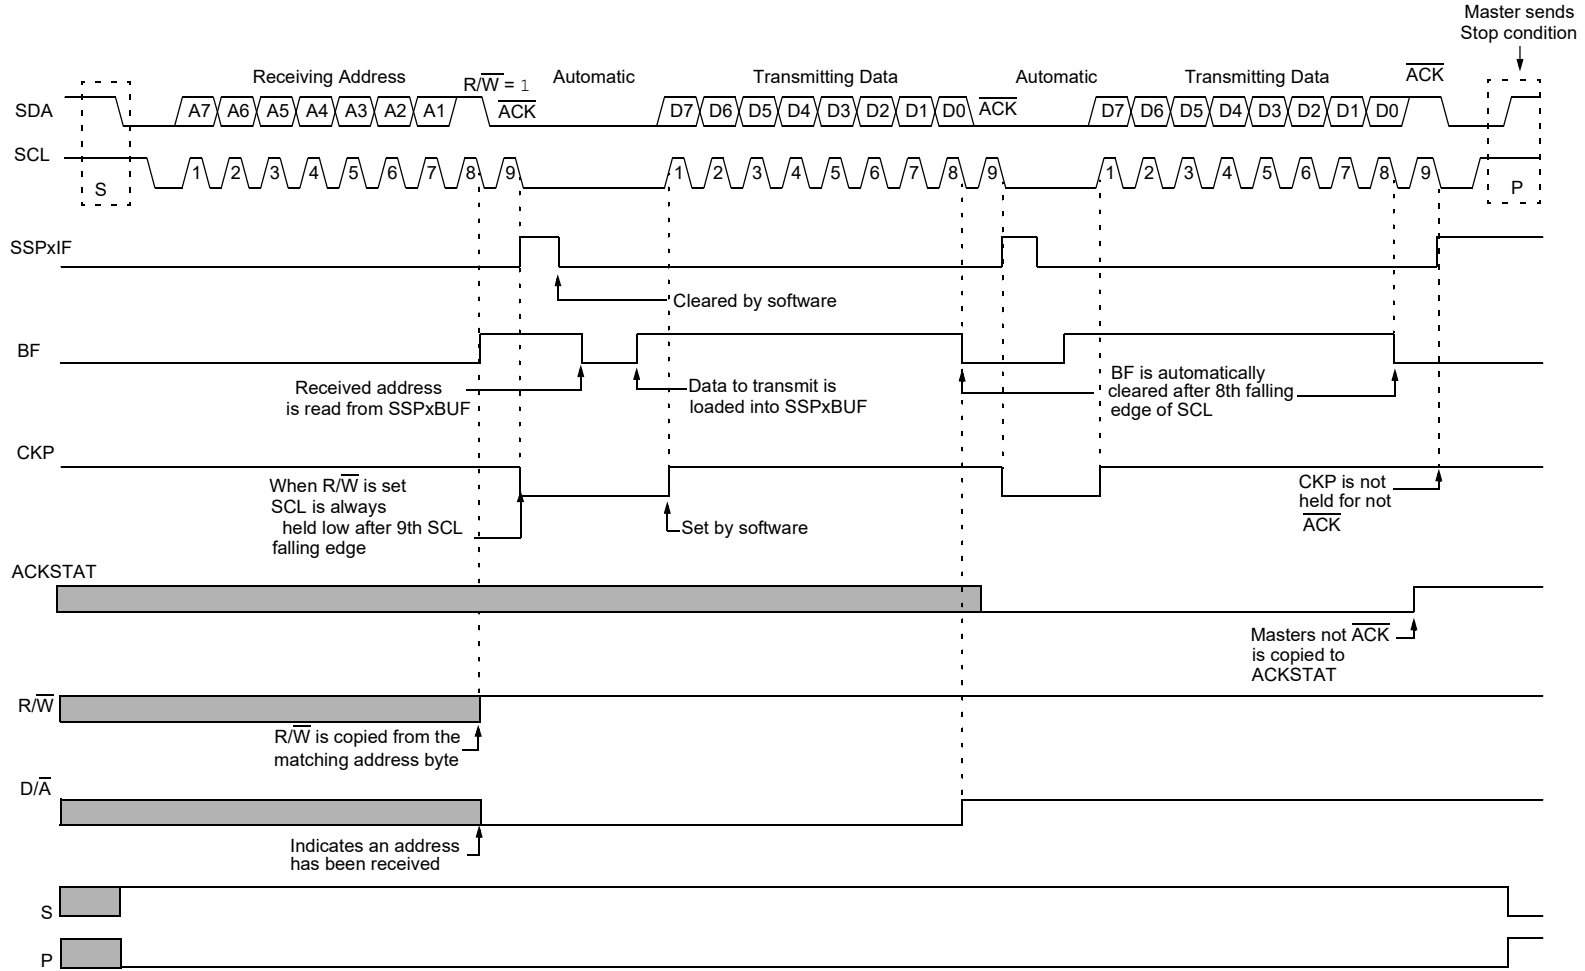 Master sends
Stop condition
Receiving Address
R/W̅ = 1
Automatic
Transmitting Data
Automatic
Transmitting Data
A̅C̅K̅
SDA
A7 A6 A5 A4 A3 A2 A1
A̅C̅K̅
D7 D6 D5 D4 D3 D2 D1 D0
A̅C̅K̅
D7 D6 D5 D4 D3 D2 D1 D0
SCL
S
1 2 3 4 5 6 7 8 9
1 2 3 4 5 6 7 8 9
1 2 3 4 5 6 7 8 9
P
SSPxIF
Cleared by software
BF
Received address
is read from SSPxBUF
Data to transmit is
loaded into SSPxBUF
BF is automatically
cleared after 8th falling
edge of SCL
CKP
When R/W̅ is set
SCL is always
held low after 9th SCL
falling edge
Set by software
CKP is not
held for not
A̅C̅K̅
ACKSTAT
Masters not A̅C̅K̅
is copied to
ACKSTAT
R/W̅
R/W̅ is copied from the
matching address byte
D/A̅
Indicates an address
has been received
S
P